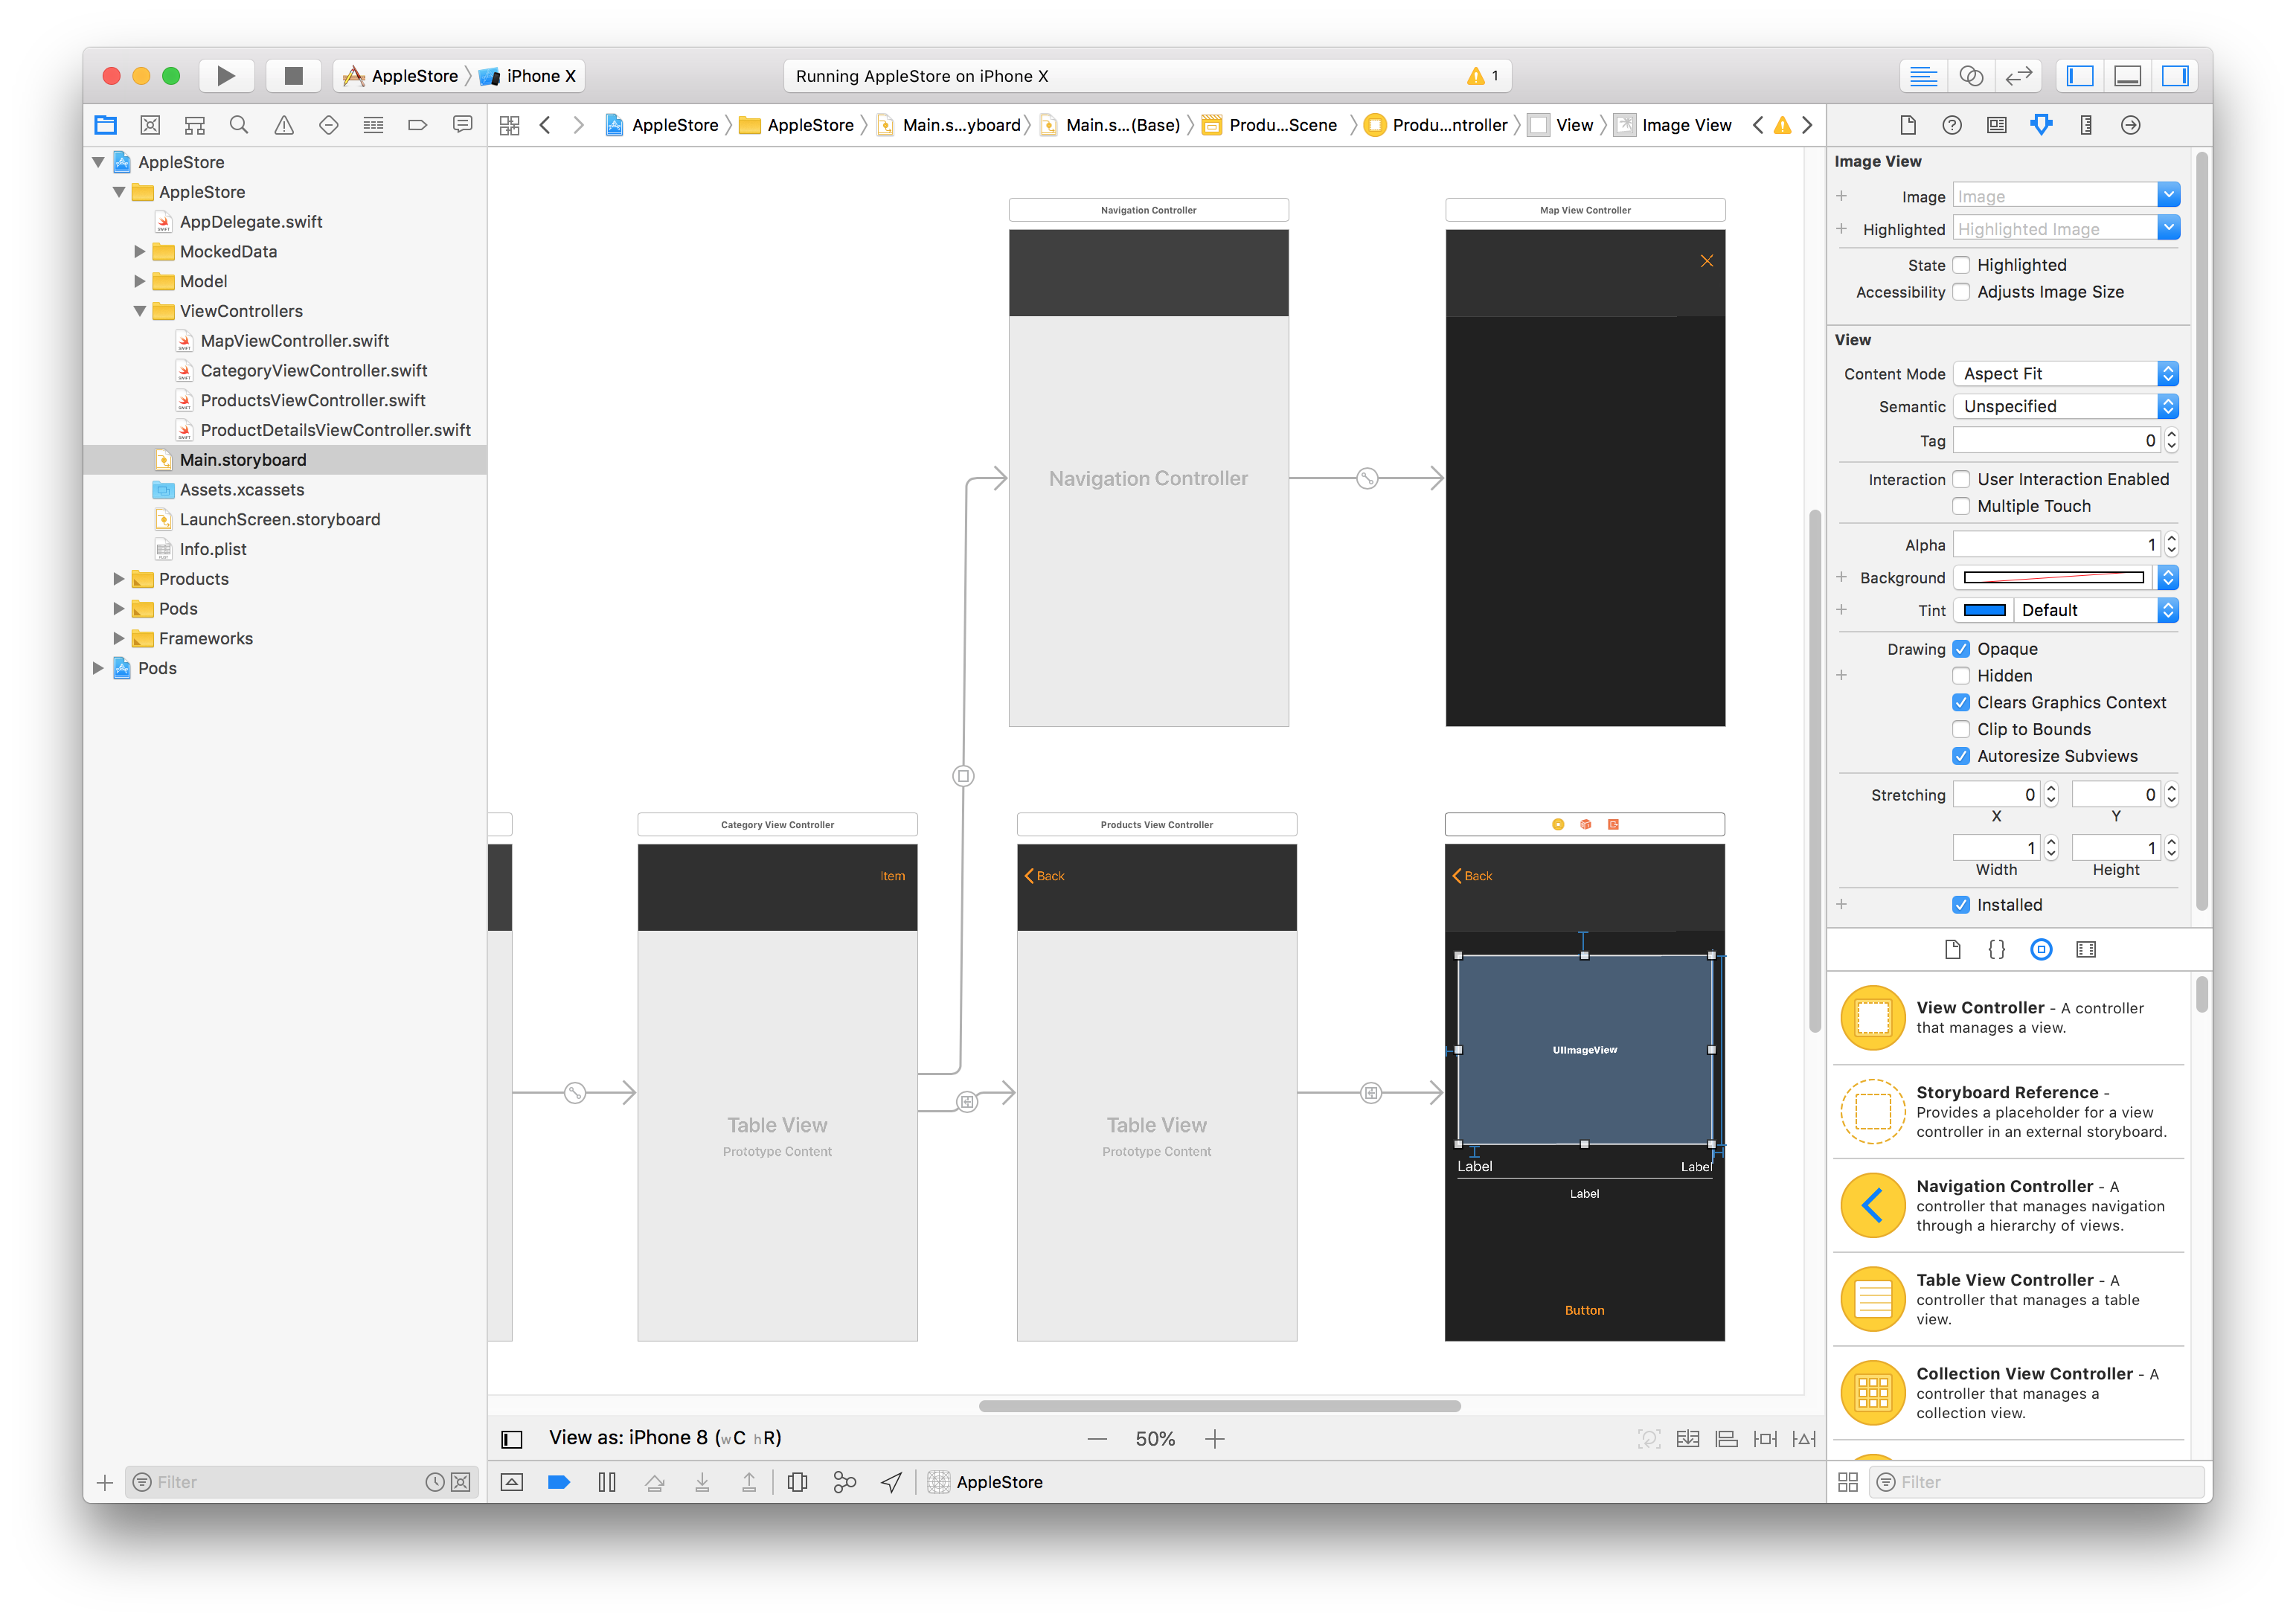 AppleStore iPhone X
Running AppleStore on iPhone X 1
AppleStore AppleStore Main.s...yboard Main.s...(Base) Produ...Scene Produ...ntroller View Image View
AppleStore
AppleStore
AppDelegate.swift
MockedData
Model
ViewControllers
MapViewController.swift
CategoryViewController.swift
ProductsViewController.swift
ProductDetailsViewController.swift
Main.storyboard
Assets.xcassets
LaunchScreen.storyboard
Info.plist
Products
Pods
Frameworks
Pods
Filter
Navigation Controller
Navigation Controller
Map View Controller
Category View Controller
Item
Table View
Prototype Content
Products View Controller
Back
Table View
Prototype Content
Back
UIImageView
Label Label
Label
Button
View as: iPhone 8 (wC hR)
50%
AppleStore
Image View
Image Image
Highlighted Highlighted Image
State Highlighted
Accessibility Adjusts Image Size
View
Content Mode Aspect Fit
Semantic Unspecified
Tag 0
Interaction User Interaction Enabled
Multiple Touch
Alpha 1
Background
Tint Default
Drawing Opaque
Hidden
Clears Graphics Context
Clip to Bounds
Autoresize Subviews
Stretching 0 0
X Y
1 1
Width Height
Installed
{}
View Controller - A controller
that manages a view.
Storyboard Reference -
Provides a placeholder for a view
controller in an external storyboard.
Navigation Controller - A
controller that manages navigation
through a hierarchy of views.
Table View Controller - A
controller that manages a table
view.
Collection View Controller - A
controller that manages a
collection view.
Filter